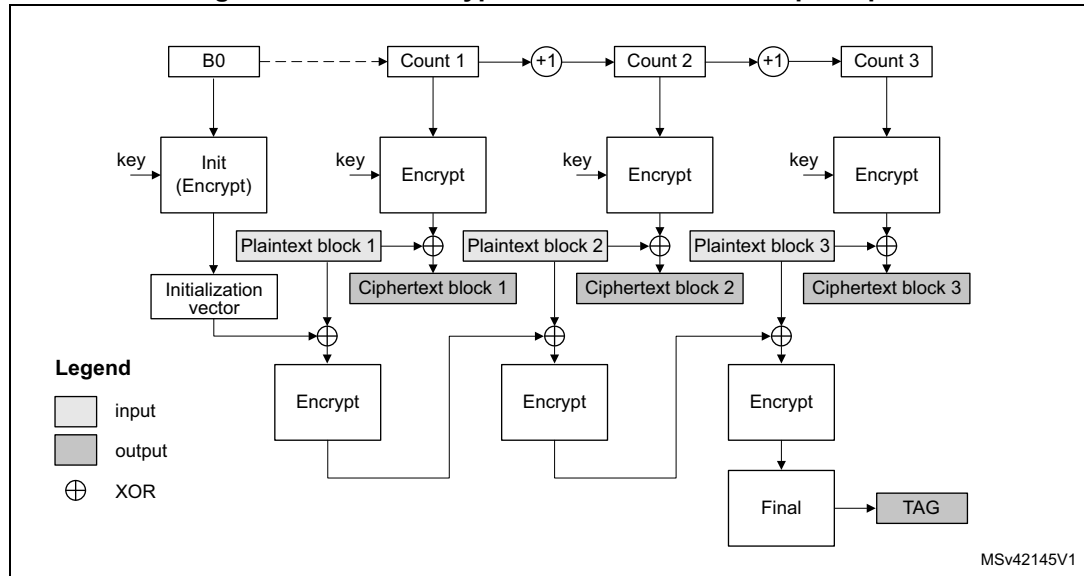 B0
Count 1
+1
Count 2
+1
Count 3
key
Init
(Encrypt)
key
Encrypt
key
Encrypt
key
Encrypt
Plaintext block 1
Plaintext block 2
Plaintext block 3
Ciphertext block 1
Ciphertext block 2
Ciphertext block 3
Initialization
vector
Legend
input
output
XOR
Encrypt
Encrypt
Encrypt
Final
TAG
MSv42145V1